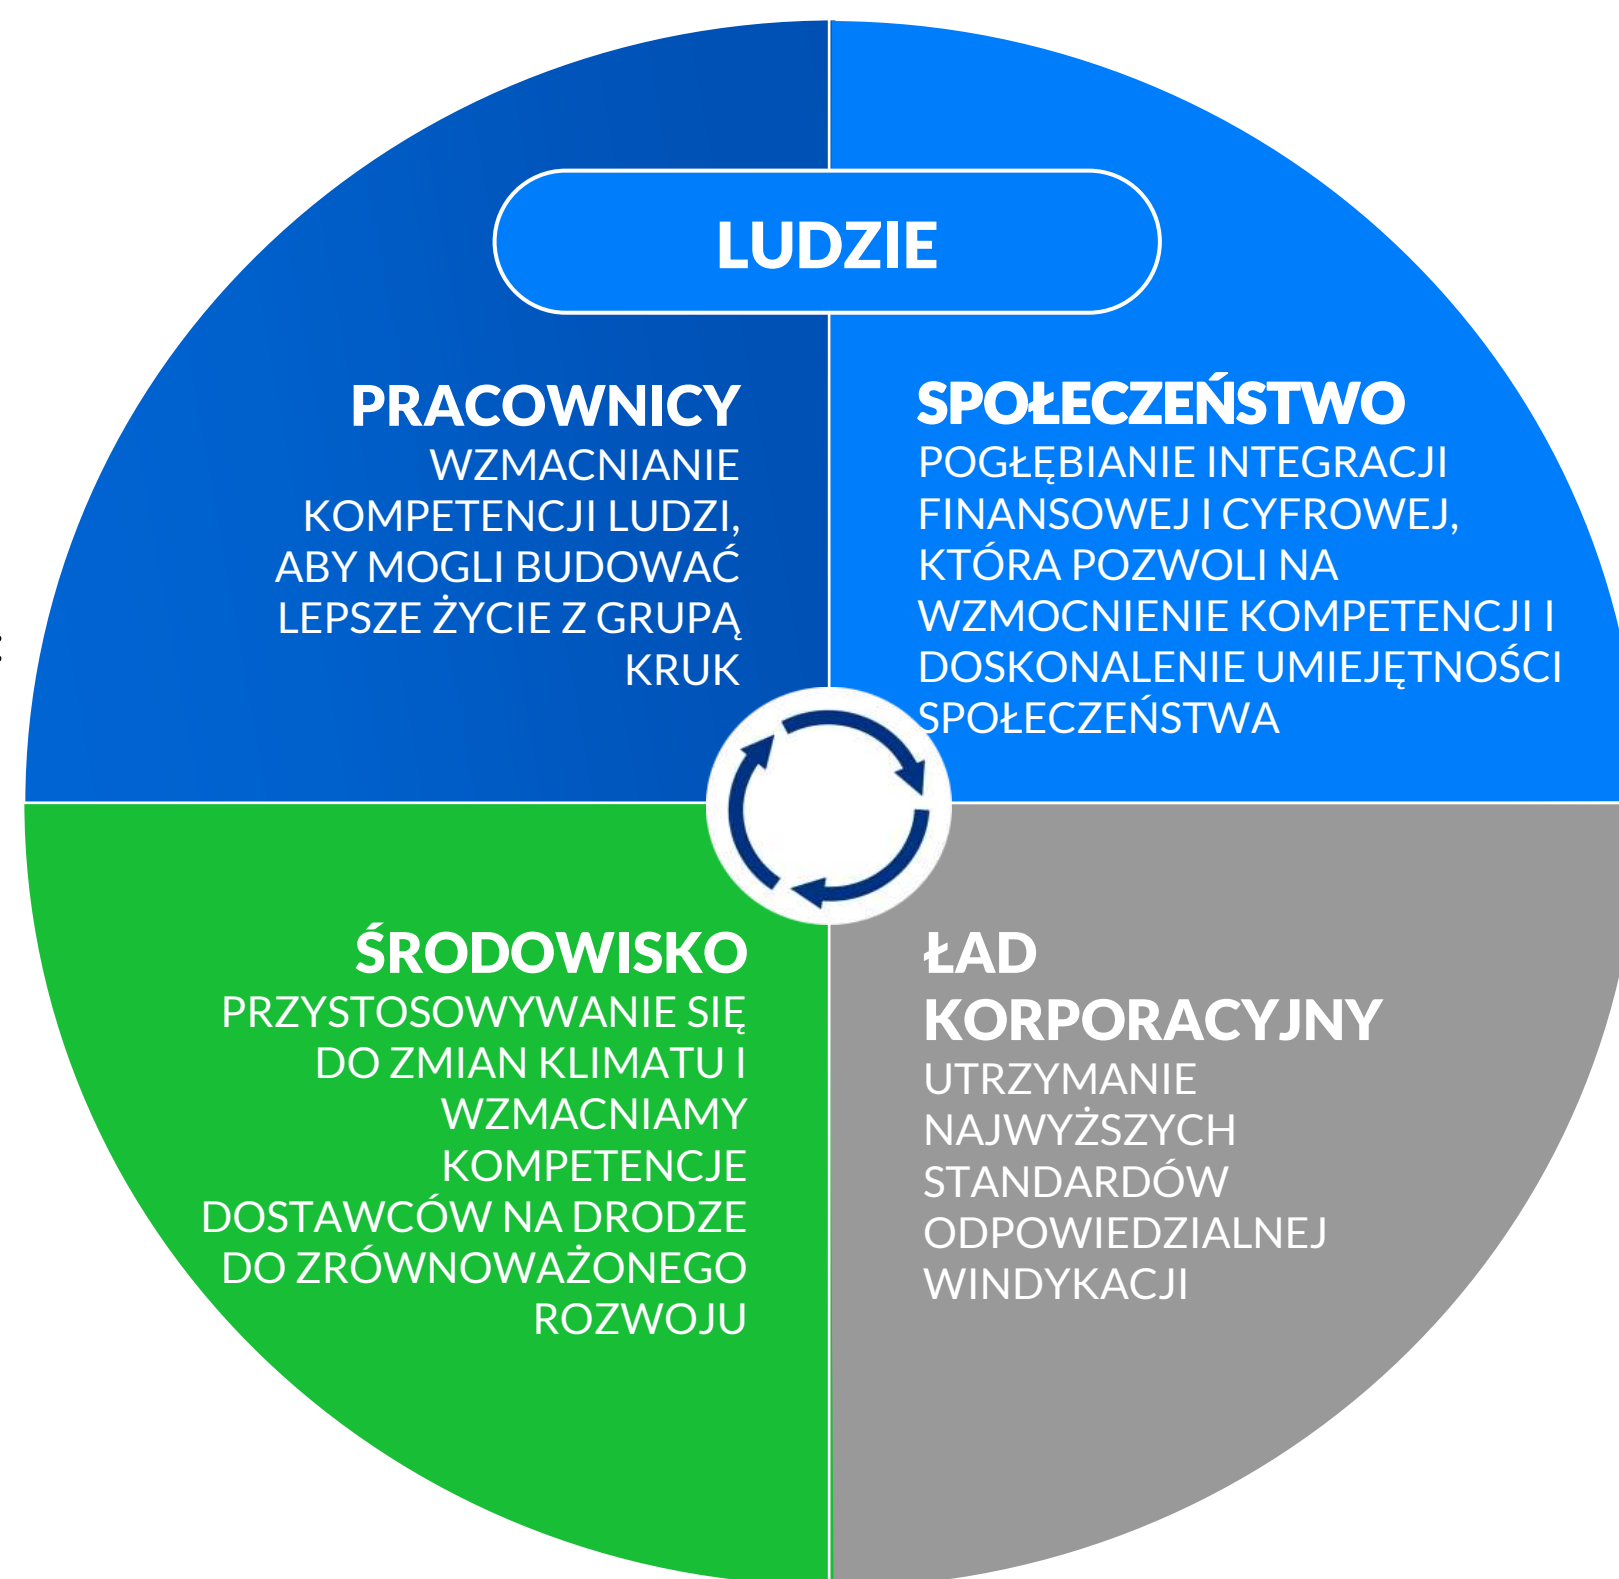 LUDZIE
PRACOWNICY
WZMACNIANIE
KOMPETENCJI LUDZI,
ABY MOGLI BUDOWAĆ
LEPSZE ŻYCIE Z GRUPĄ
KRUK
SPOŁECZEŃSTWO
POGŁĘBIANIE INTEGRACJI
FINANSOWEJ I CYFROWEJ,
KTÓRA POZWOLI NA
WZMOCNIENIE KOMPETENCJI I
DOSKONALENIE UMIEJĘTNOŚCI
SPOŁECZEŃSTWA
:
ŚRODOWISKO
PRZYSTOSOWYWANIE SIĘ
DO ZMIAN KLIMATU I
WZMACNIAMY
KOMPETENCJE
DOSTAWCÓW NA DRODZE
DO ZRÓWNOWAŻONEGO
ROZWOJU
ŁAD
KORPORACYJNY
UTRZYMANIE
NAJWYŻSZYCH
STANDARDÓW
ODPOWIEDZIALNEJ
WINDYKACJI